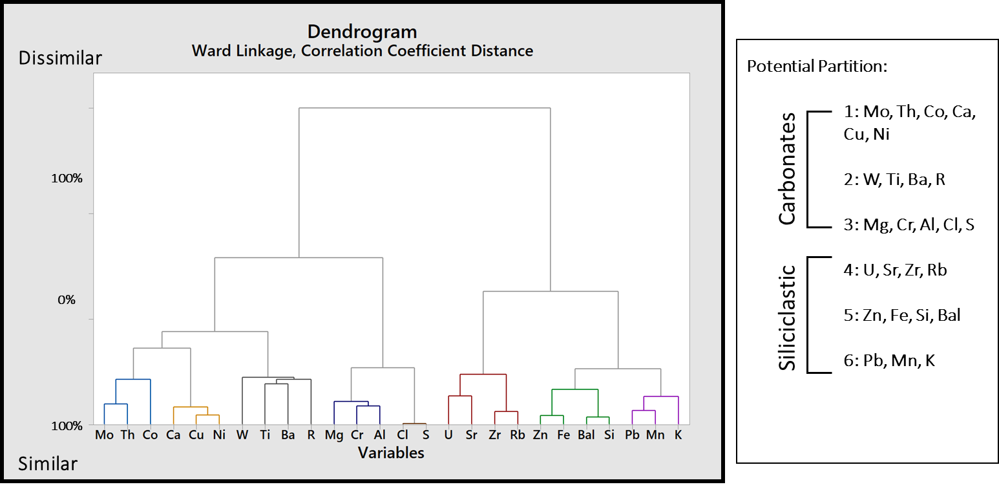 Dendrogram
Ward Linkage, Correlation Coefficient Distance
Dissimilar
100%
0%
100%
Mo Th Co Ca Cu Ni W Ti Ba R Mg Cr Al Cl S U Sr Zr Rb Zn Fe Bal Si Pb Mn K
Variables
Similar
Potential Partition:
Carbonates
1: Mo, Th, Co, Ca,
Cu, Ni
2: W, Ti, Ba, R
3: Mg, Cr, Al, Cl, S
Siliciclastic
4: U, Sr, Zr, Rb
5: Zn, Fe, Si, Bal
6: Pb, Mn, K